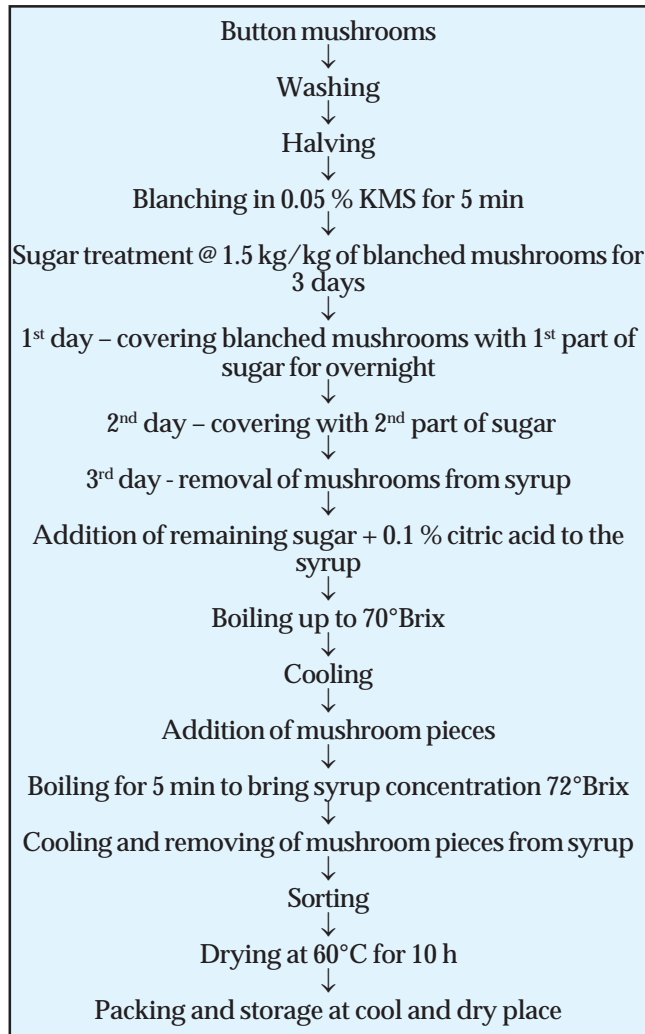 Button mushrooms
↓
Washing
↓
Halving
↓
Blanching in 0.05 % KMS for 5 min
↓
Sugar treatment @ 1.5 kg/kg of blanched mushrooms for
3 days
↓
1st day – covering blanched mushrooms with 1st part of
sugar for overnight
↓
2nd day – covering with 2nd part of sugar
↓
3rd day - removal of mushrooms from syrup
↓
Addition of remaining sugar + 0.1 % citric acid to the
syrup
↓
Boiling up to 70°Brix
↓
Cooling
↓
Addition of mushroom pieces
↓
Boiling for 5 min to bring syrup concentration 72°Brix
↓
Cooling and removing of mushroom pieces from syrup
↓
Sorting
↓
Drying at 60°C for 10 h
↓
Packing and storage at cool and dry place